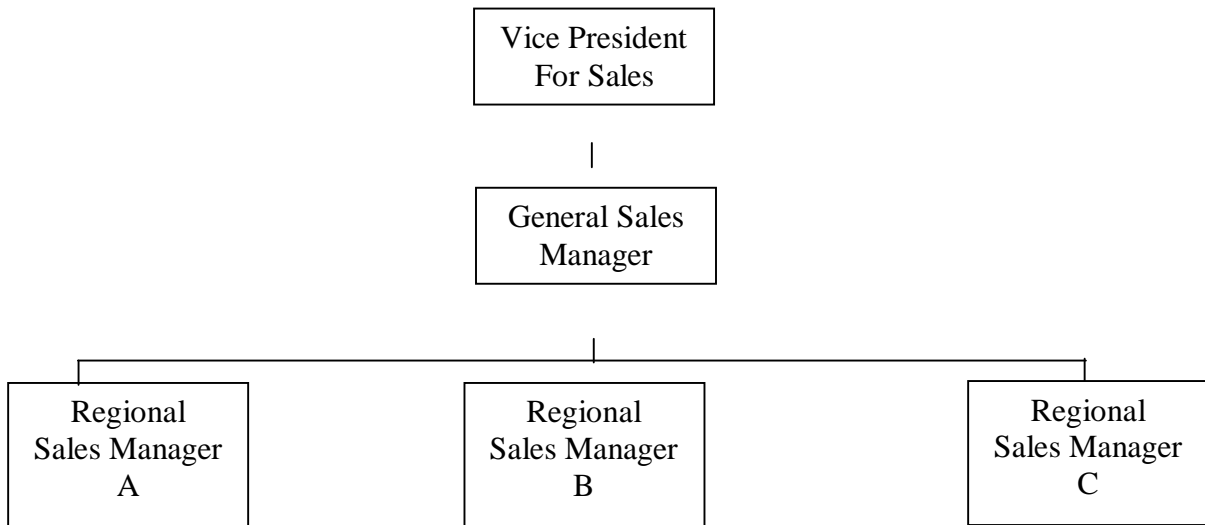 Vice President
For Sales
General Sales
Manager
Regional
Sales Manager
A
Regional
Sales Manager
B
Regional
Sales Manager
C